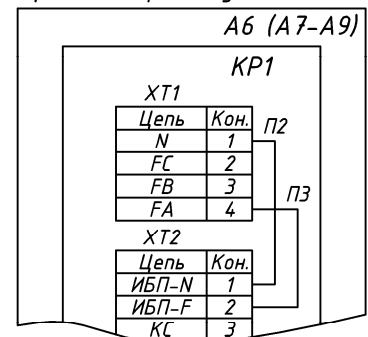 А6 (А7-А9)
КР1
ХТ1
Цепь Кон.
N 1
FC 2
FB 3
FA 4
П2
П3
ХТ2
Цепь Кон.
ИБП-N 1
ИБП-F 2
КС 3